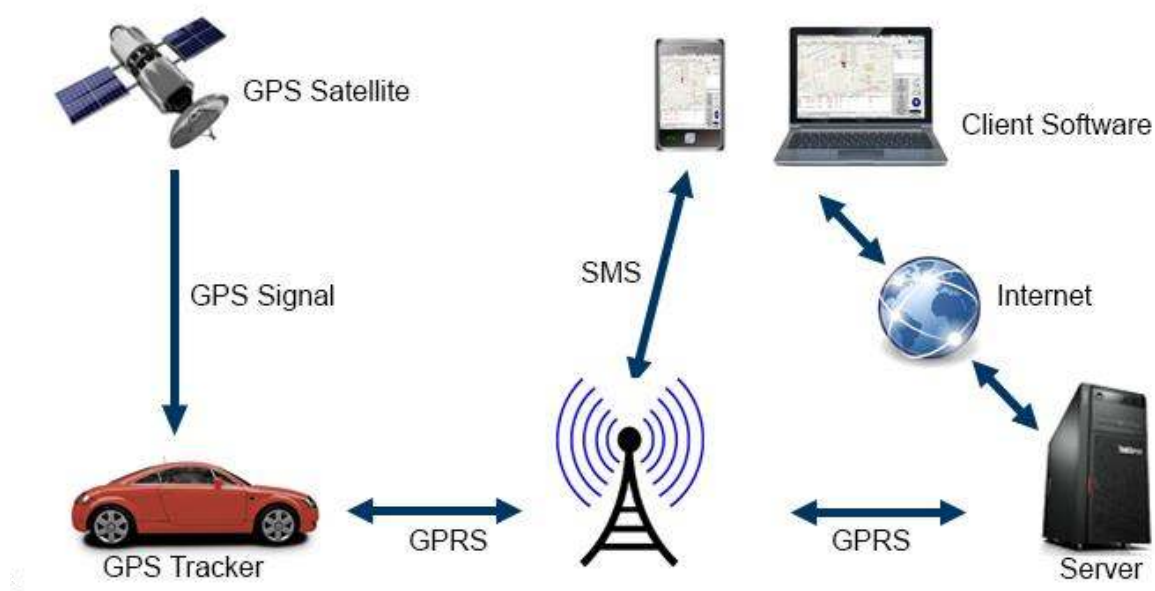 GPS Satellite
Client Software
SMS
GPS Signal
Internet
GPRS
GPRS
GPS Tracker
Server